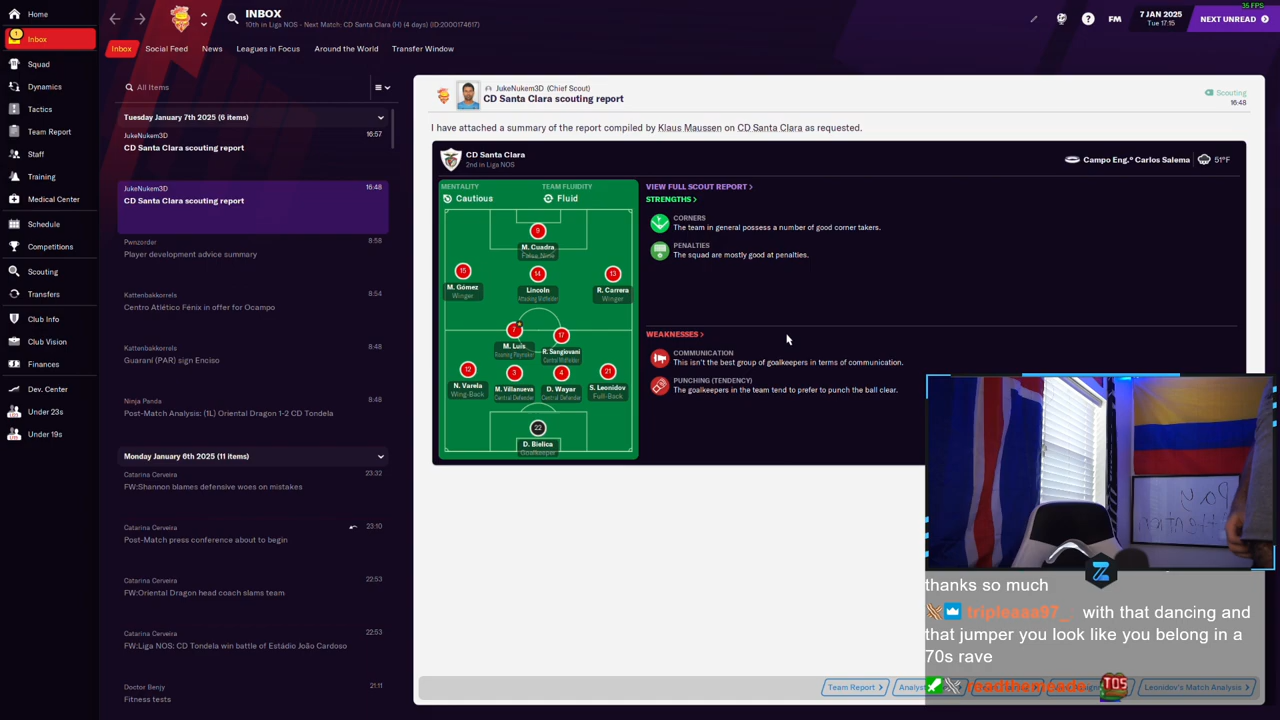 Home
INBOX
10th in Liga NOS - Next Match: CD Santa Clara (H) (4 days) (ID:2000174617)
35 FPS
FM
7 JAN 2025
Tue 17:15
NEXT UNREAD
1
Inbox
Inbox
Social Feed
News
Leagues in Focus
Around the World
Transfer Window
Squad
Dynamics
Tactics
Team Report
Staff
Training
Medical Center
Schedule
Competitions
Scouting
Transfers
Club Info
Club Vision
Finances
Dev. Center
Under 23s
Under 19s
All Items
Tuesday January 7th 2025 (6 items)
JukeNukem3D
16:57
CD Santa Clara scouting report
JukeNukem3D
16:48
CD Santa Clara scouting report
Pwnzorder
8:58
Player development advice summary
Kattenbakkorrels
8:54
Centro Atlético Fénix in offer for Ocampo
Kattenbakkorrels
8:48
Guaraní (PAR) sign Enciso
Ninja Panda
8:48
Post-Match Analysis: (1L) Oriental Dragon 1-2 CD Tondela
Monday January 6th 2025 (11 items)
Catarina Cerveira
23:32
FW:Shannon blames defensive woes on mistakes
Catarina Cerveira
23:10
Post-Match press conference about to begin
Catarina Cerveira
22:53
FW:Oriental Dragon head coach slams team
Catarina Cerveira
22:53
FW:Liga NOS: CD Tondela win battle of Estádio João Cardoso
Doctor Benjy
21:11
Fitness tests
JukeNukem3D (Chief Scout)
CD Santa Clara scouting report
Scouting
16:48
I have attached a summary of the report compiled by Klaus Maussen on CD Santa Clara as requested.
CD Santa Clara
2nd in Liga NOS
Campo Eng.º Carlos Salema
51°F
MENTALITY
TEAM FLUIDITY
Cautious
Fluid
9
M. Cuadra
False Nine
15
14
13
M. Gómez
Lincoln
R. Carrera
Winger
Attacking Midfielder
Winger
7
17
M. Luis
R. Sangiovani
Roaming Playmaker
Central Midfielder
12
3
4
21
N. Varela
M. Villanueva
D. Wayar
S. Leonidov
Wing-Back
Central Defender
Central Defender
Full-Back
22
D. Bielica
Goalkeeper
VIEW FULL SCOUT REPORT >
STRENGTHS >
CORNERS
The team in general possess a number of good corner takers.
PENALTIES
The squad are mostly good at penalties.
WEAKNESSES >
COMMUNICATION
This isn't the best group of goalkeepers in terms of communication.
PUNCHING (TENDENCY)
The goalkeepers in the team tend to prefer to punch the ball clear.
thanks so much
tripleaaa97_ with that dancing and
that jumper you look like you belong in a
70s rave
TOS
Team Report >
Leonidov's Match Analysis >